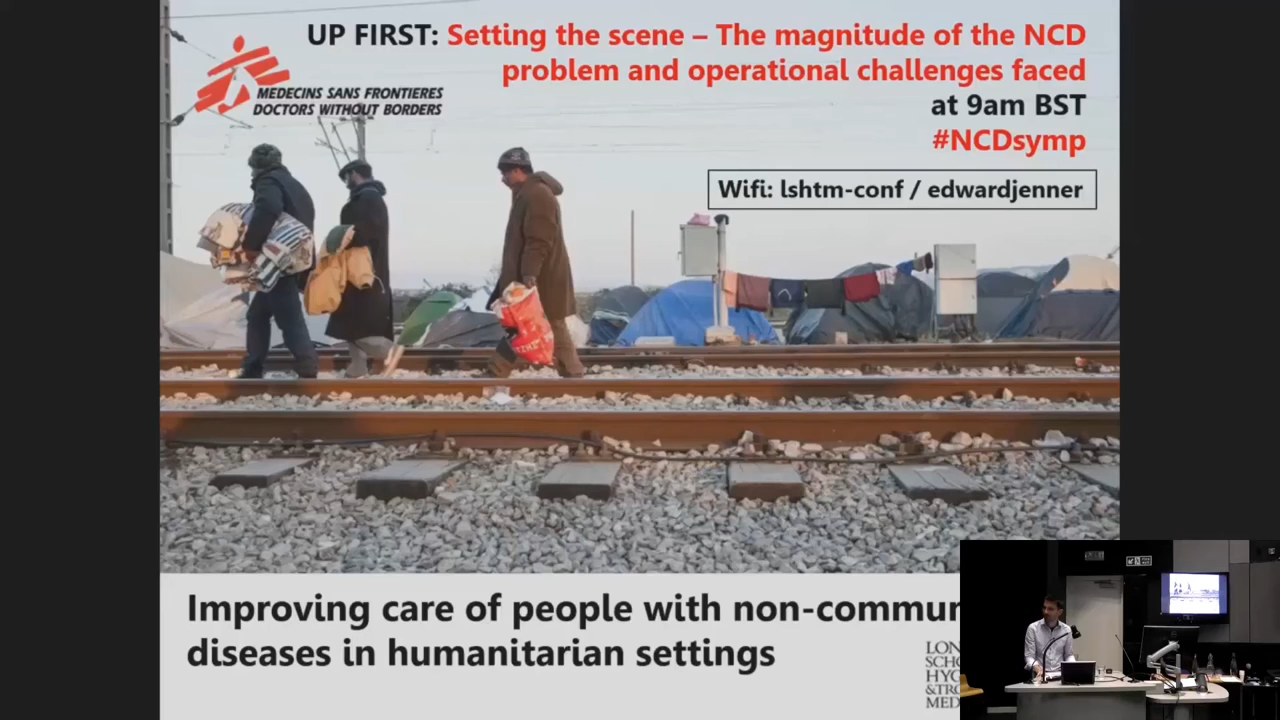 UP FIRST: Setting the scene – The magnitude of the NCD
problem and operational challenges faced
at 9am BST
#NCDsymp
MEDECINS SANS FRONTIERES
DOCTORS WITHOUT BORDERS
Wifi: lshtm-conf / edwardjenner
Improving care of people with non-commun
diseases in humanitarian settings
LON
SCHO
HYG
&TRO
MED